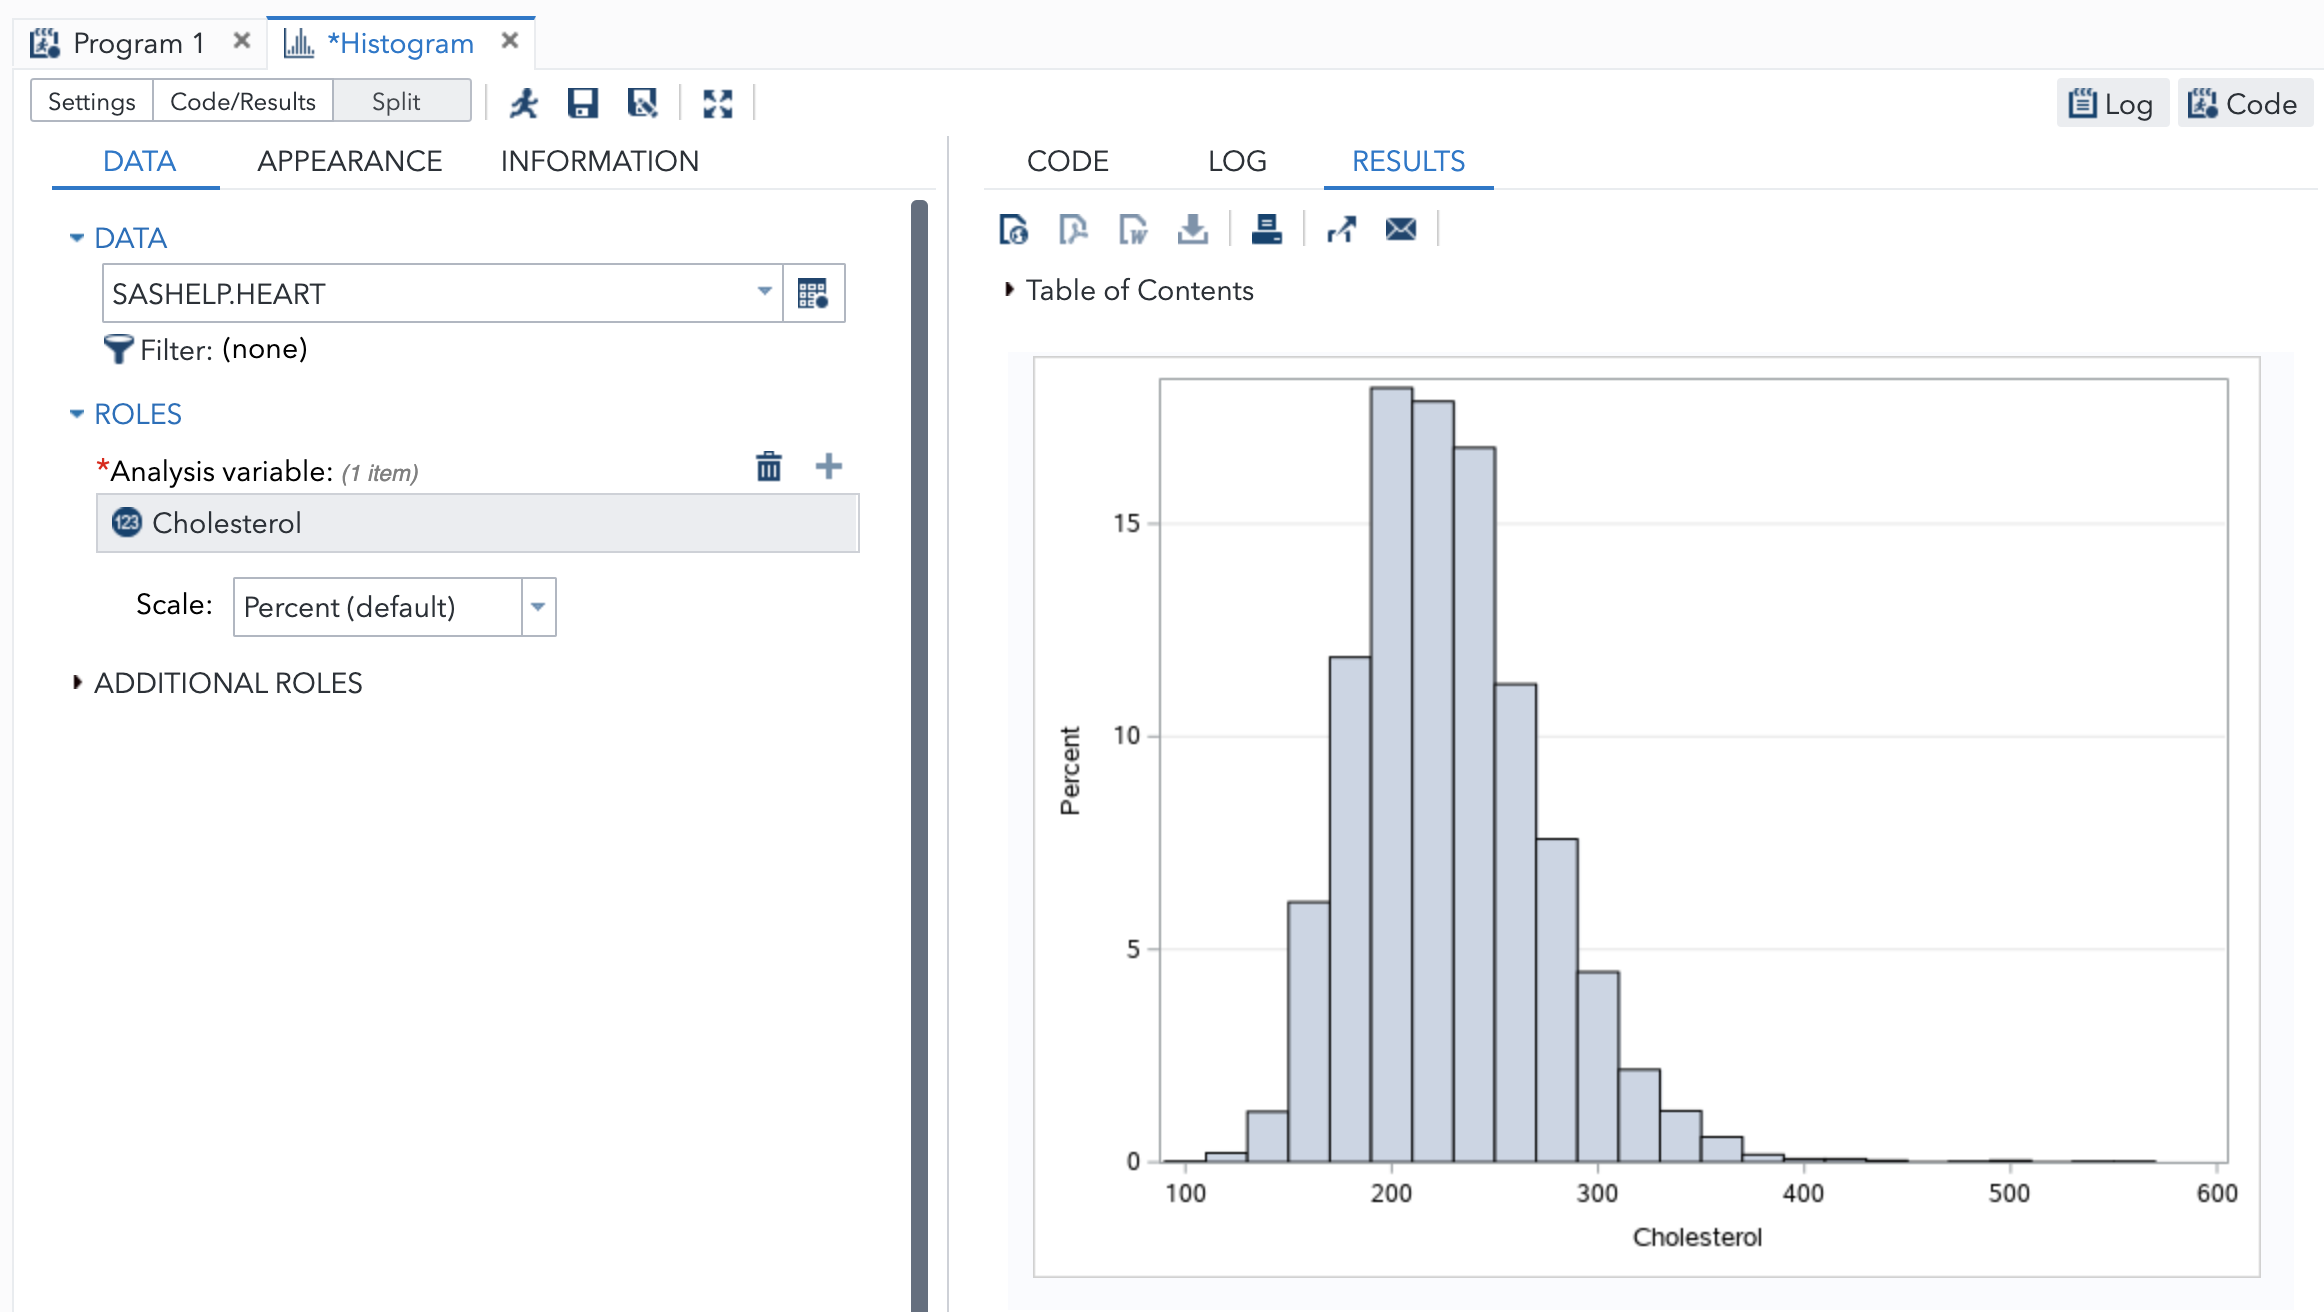 Program 1
*Histogram
Settings Code/Results Split
Log Code
DATA APPEARANCE INFORMATION
DATA
SASHELP.HEART
Filter: (none)
ROLES
*Analysis variable: (1 item)
123 Cholesterol
Scale: Percent (default)
ADDITIONAL ROLES
CODE LOG RESULTS
Table of Contents
Percent
15
10
5
0
100 200 300 400 500 600
Cholesterol